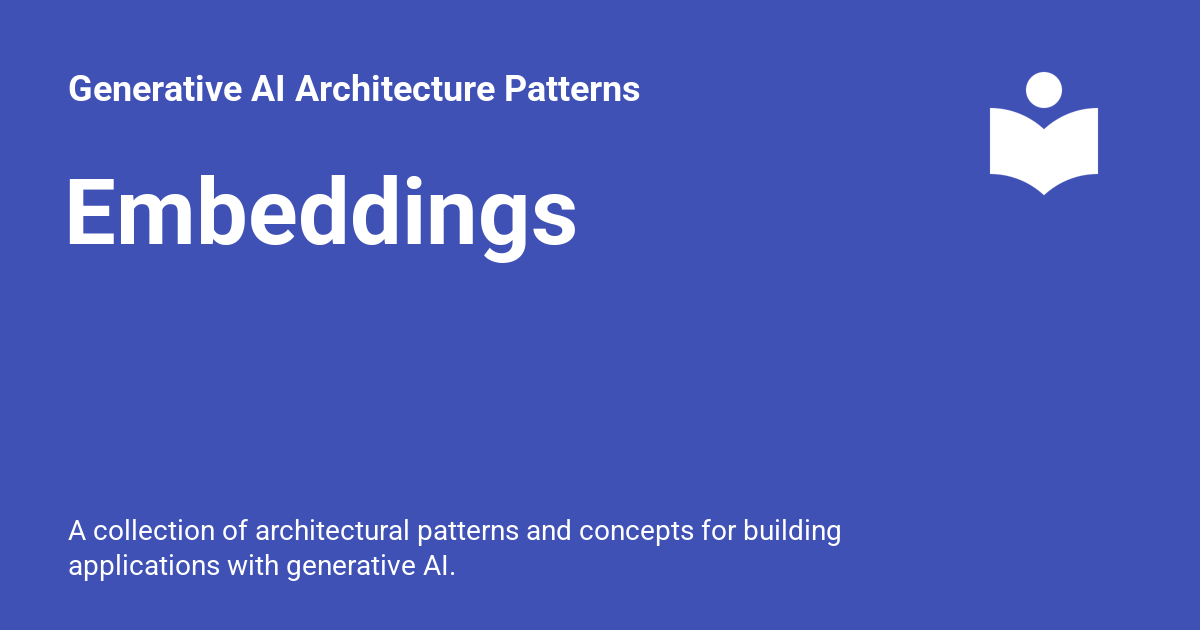 Generative AI Architecture Patterns
Embeddings
A collection of architectural patterns and concepts for building
applications with generative AI.